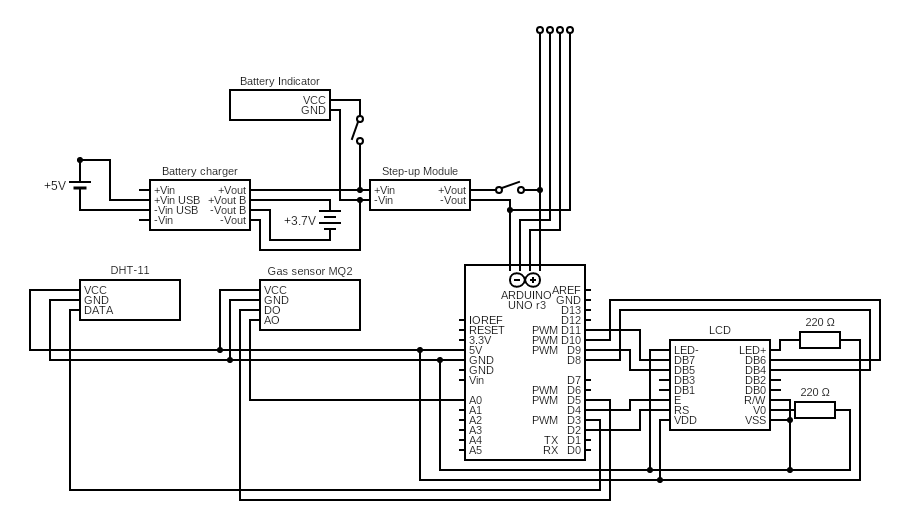 Battery Indicator
VCC
GND
Battery charger
+Vin
+Vin USB
-Vin USB
-Vin
+Vout
+Vout B
-Vout B
-Vout
+5V
+3.7V
Step-up Module
+Vin
-Vin
+Vout
-Vout
DHT-11
VCC
GND
DATA
Gas sensor MQ2
VCC
GND
DO
AO
ARDUINO
UNO r3
IOREF
RESET
3.3V
5V
GND
GND
Vin
A0
A1
A2
A3
A4
A5
AREF
GND
D13
D12
PWM D11
PWM D10
PWM D9
D8
D7
PWM D6
PWM D5
D4
PWM D3
D2
TX D1
RX D0
LCD
LED-
DB7
DB5
DB3
DB1
E
RS
VDD
LED+
DB6
DB4
DB2
DB0
R/W
V0
VSS
220 Ω
220 Ω